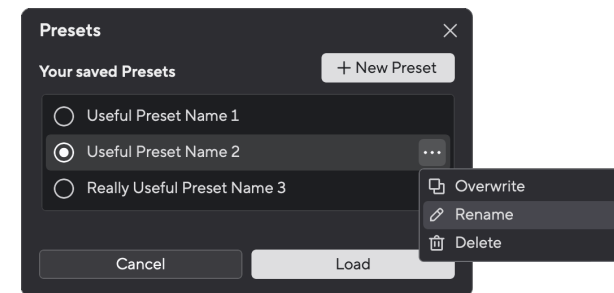 Presets
Your saved Presets
New Preset
Useful Preset Name 1
Useful Preset Name 2
Really Useful Preset Name 3
Overwrite
Rename
Delete
Cancel
Load